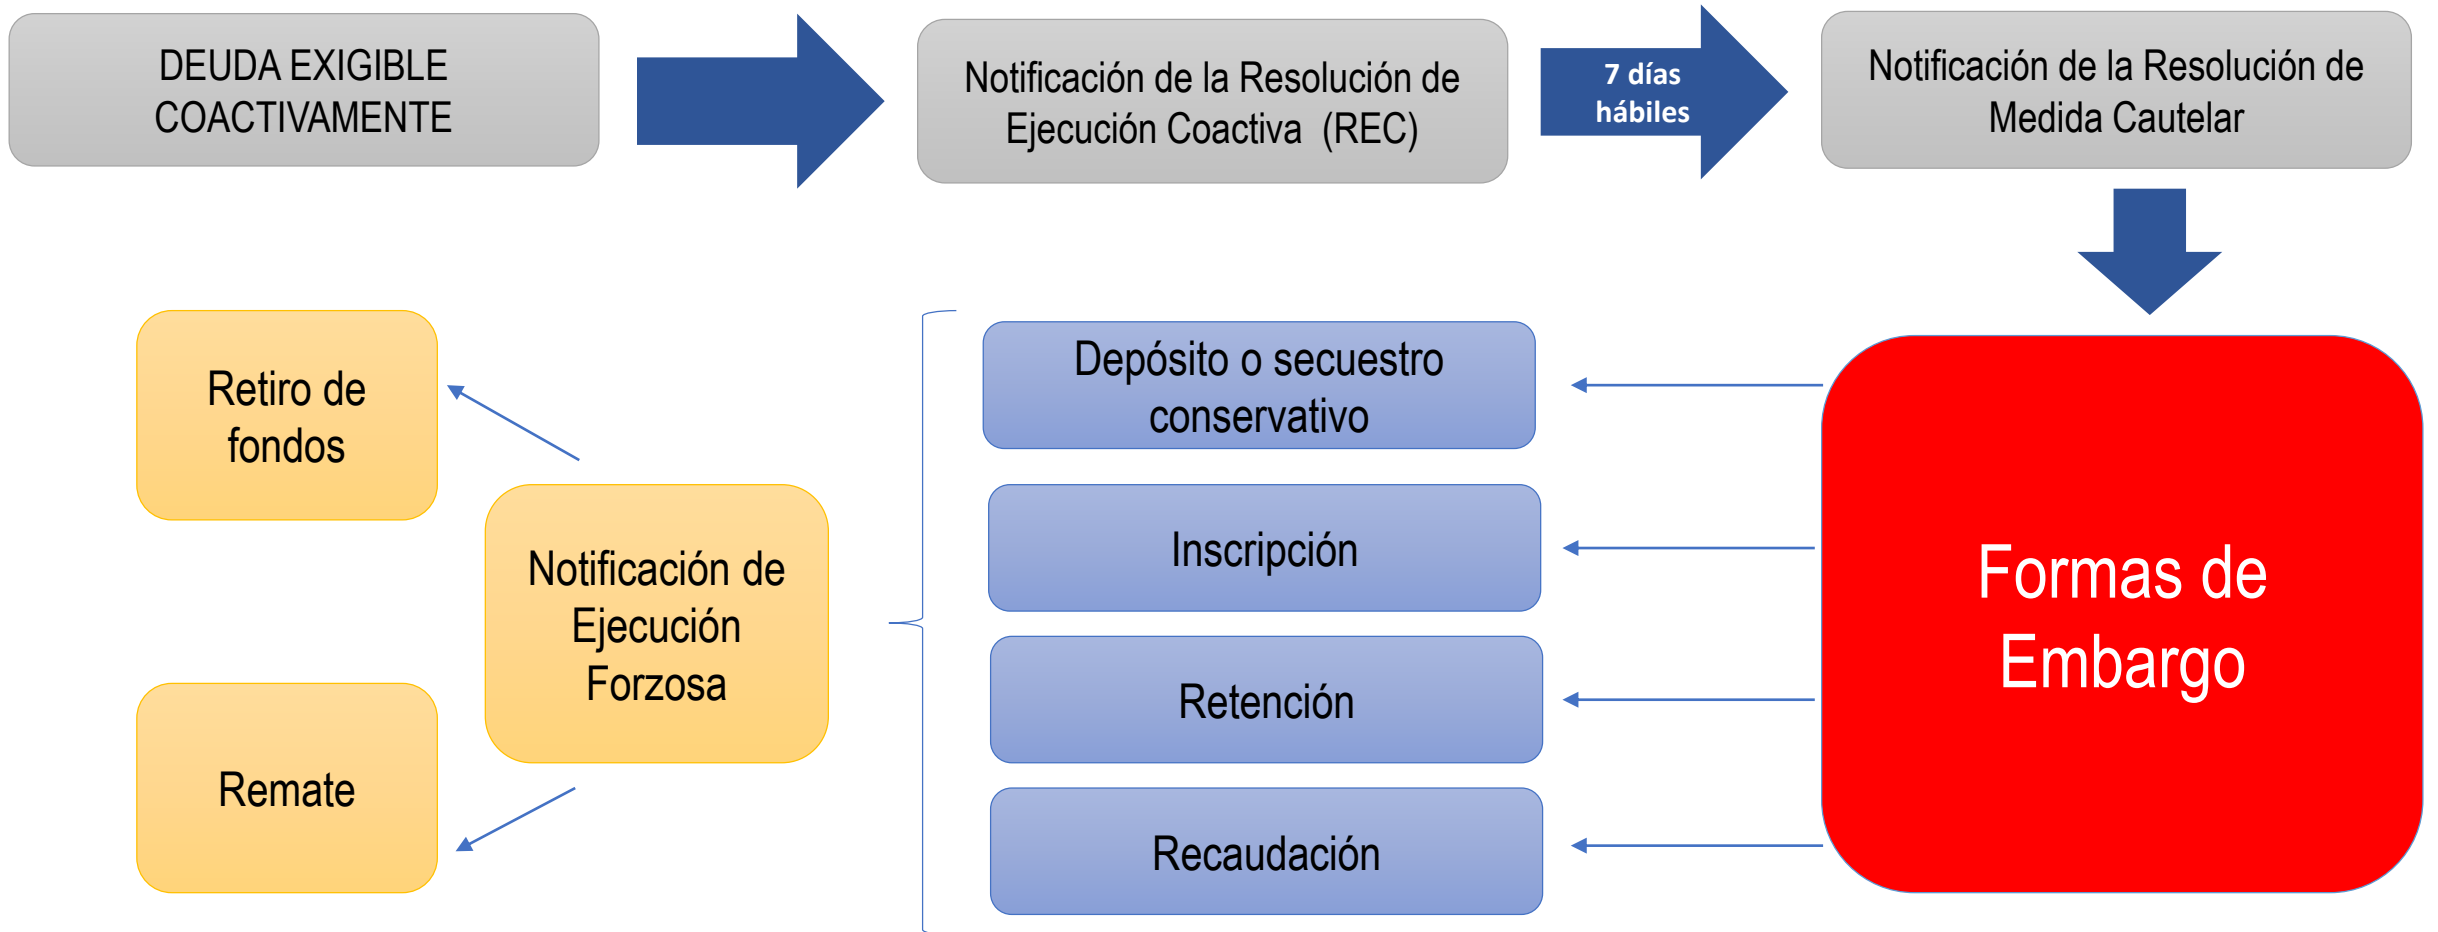 DEUDA EXIGIBLE
COACTIVAMENTE
Notificación de la Resolución de
Ejecución Coactiva (REC)
7 días
hábiles
Notificación de la Resolución de
Medida Cautelar
Formas de
Embargo
Depósito o secuestro
conservativo
Inscripción
Retención
Recaudación
Notificación de
Ejecución
Forzosa
Retiro de
fondos
Remate